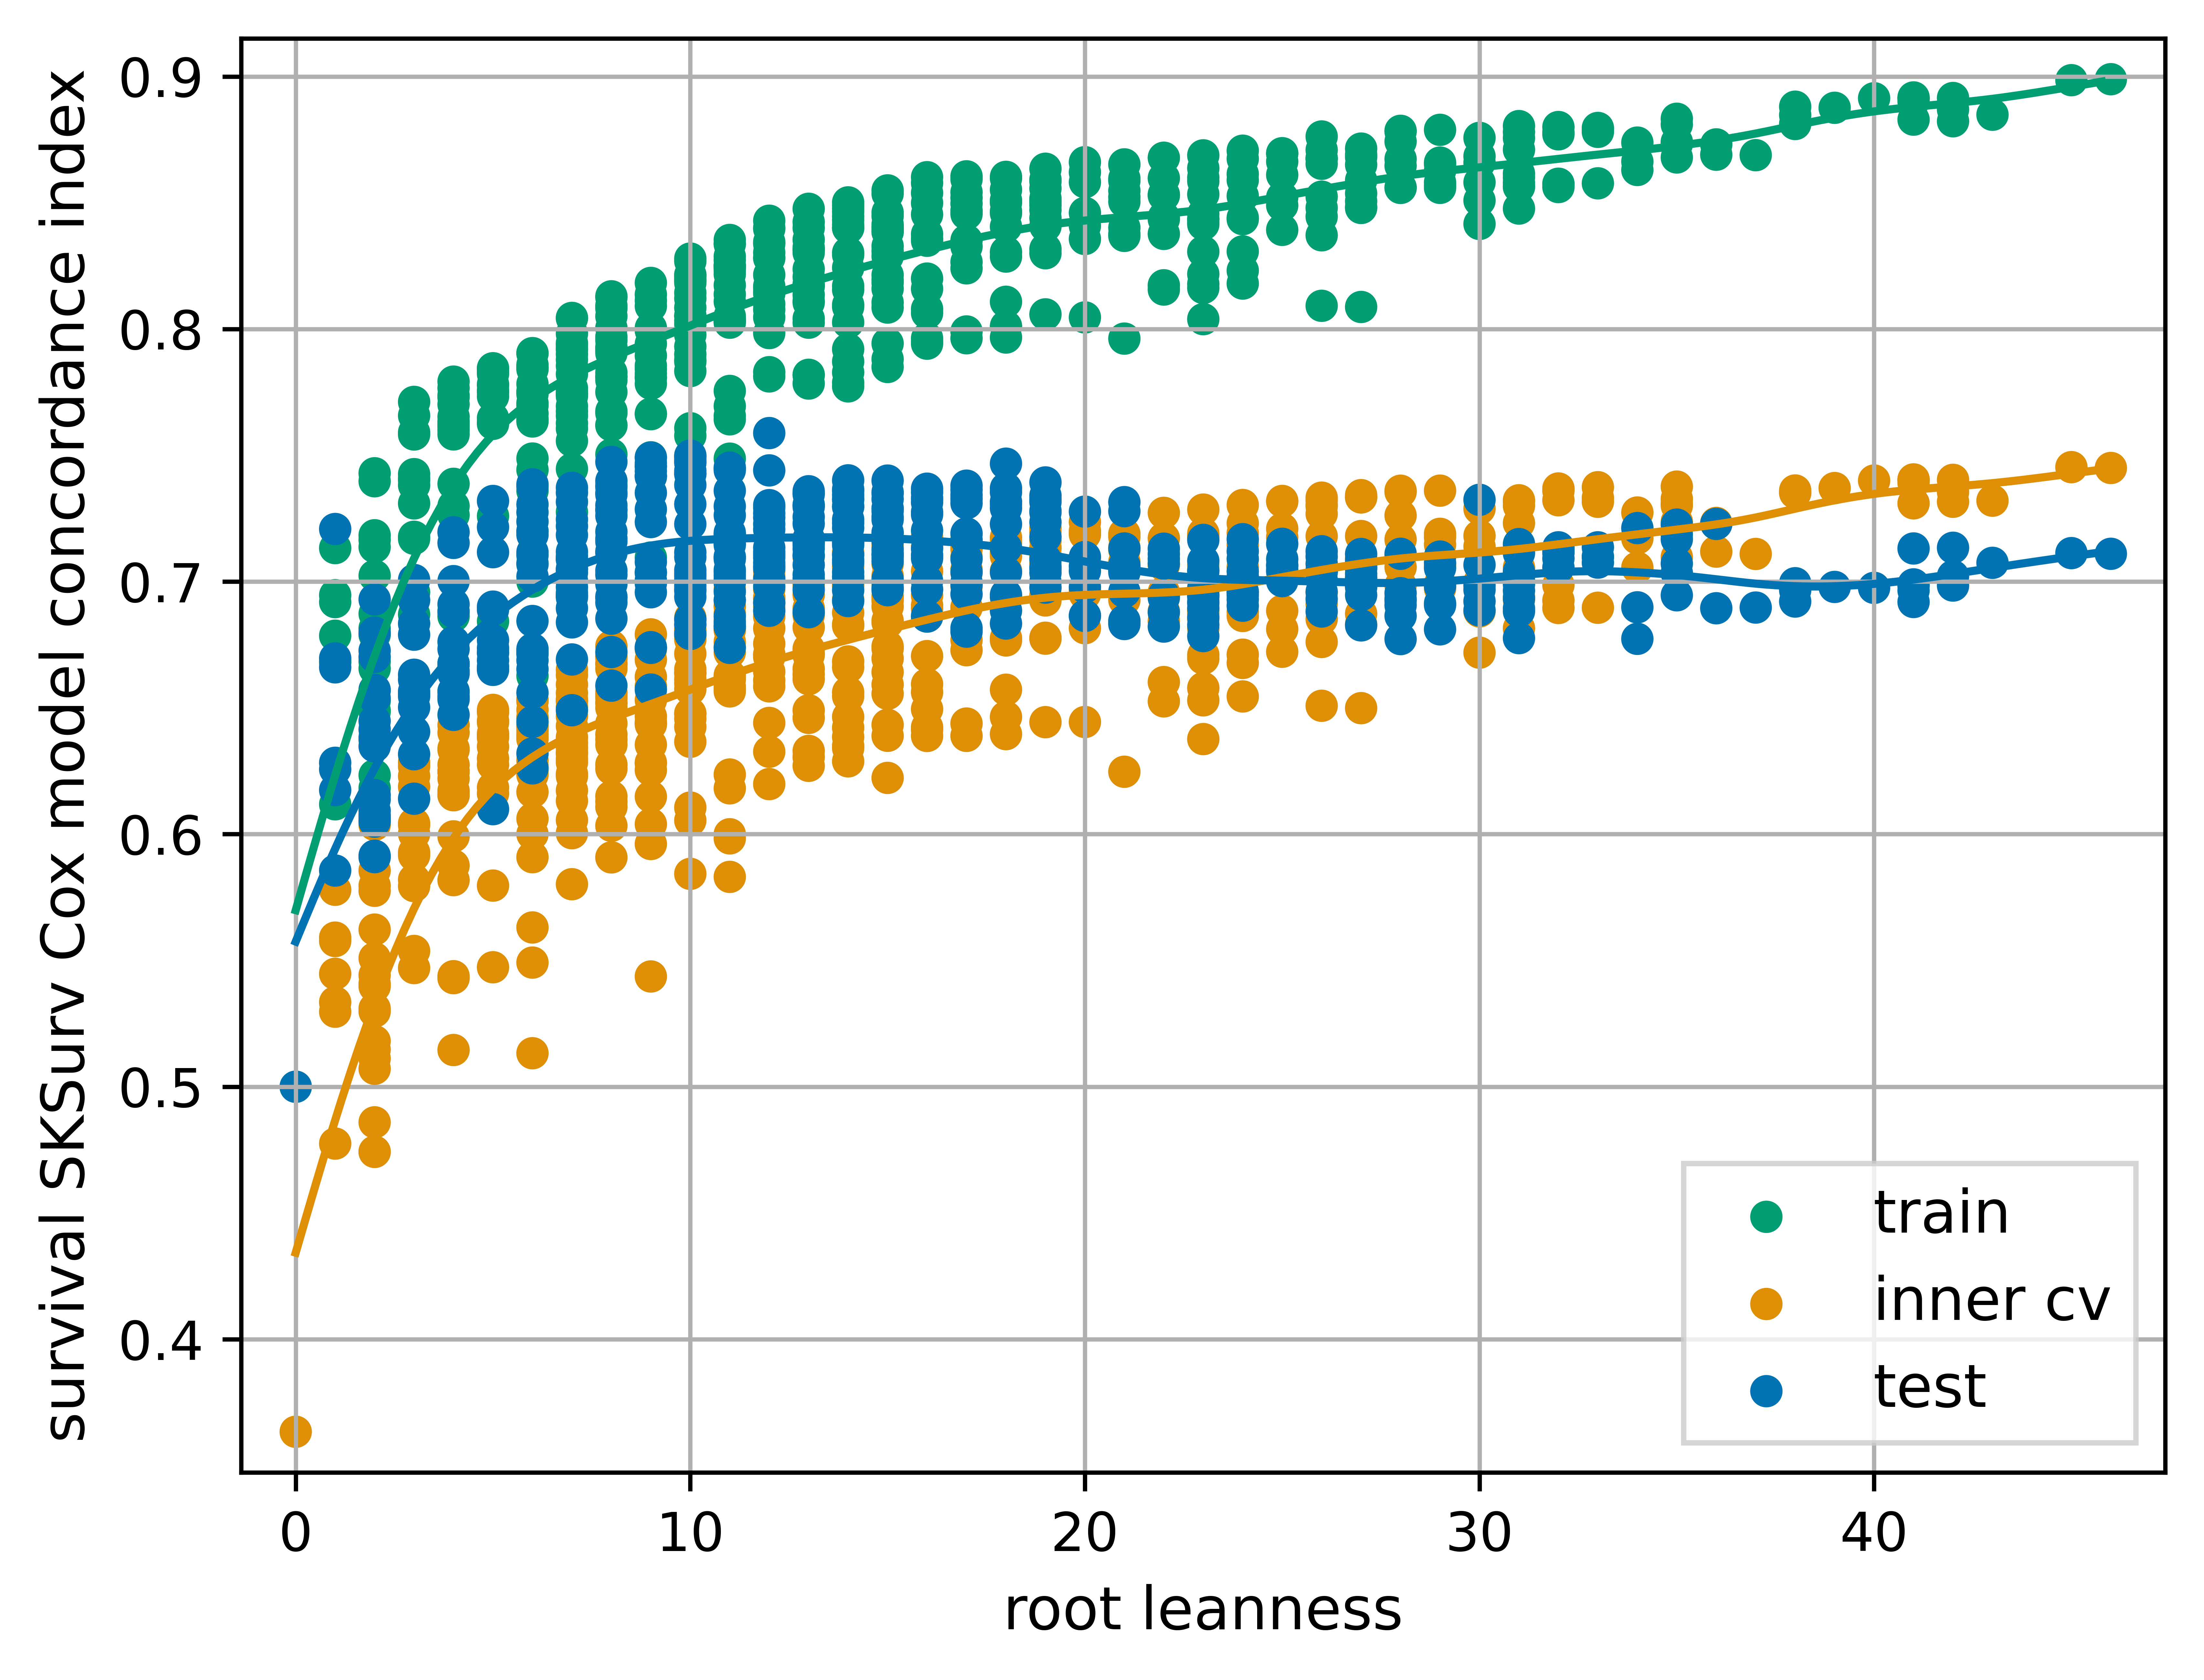 survival SKSurv Cox model concordance index
0.9
0.8
0.7
0.6
0.5
0.4
0 10 20 30 40
root leanness
train
inner cv
test